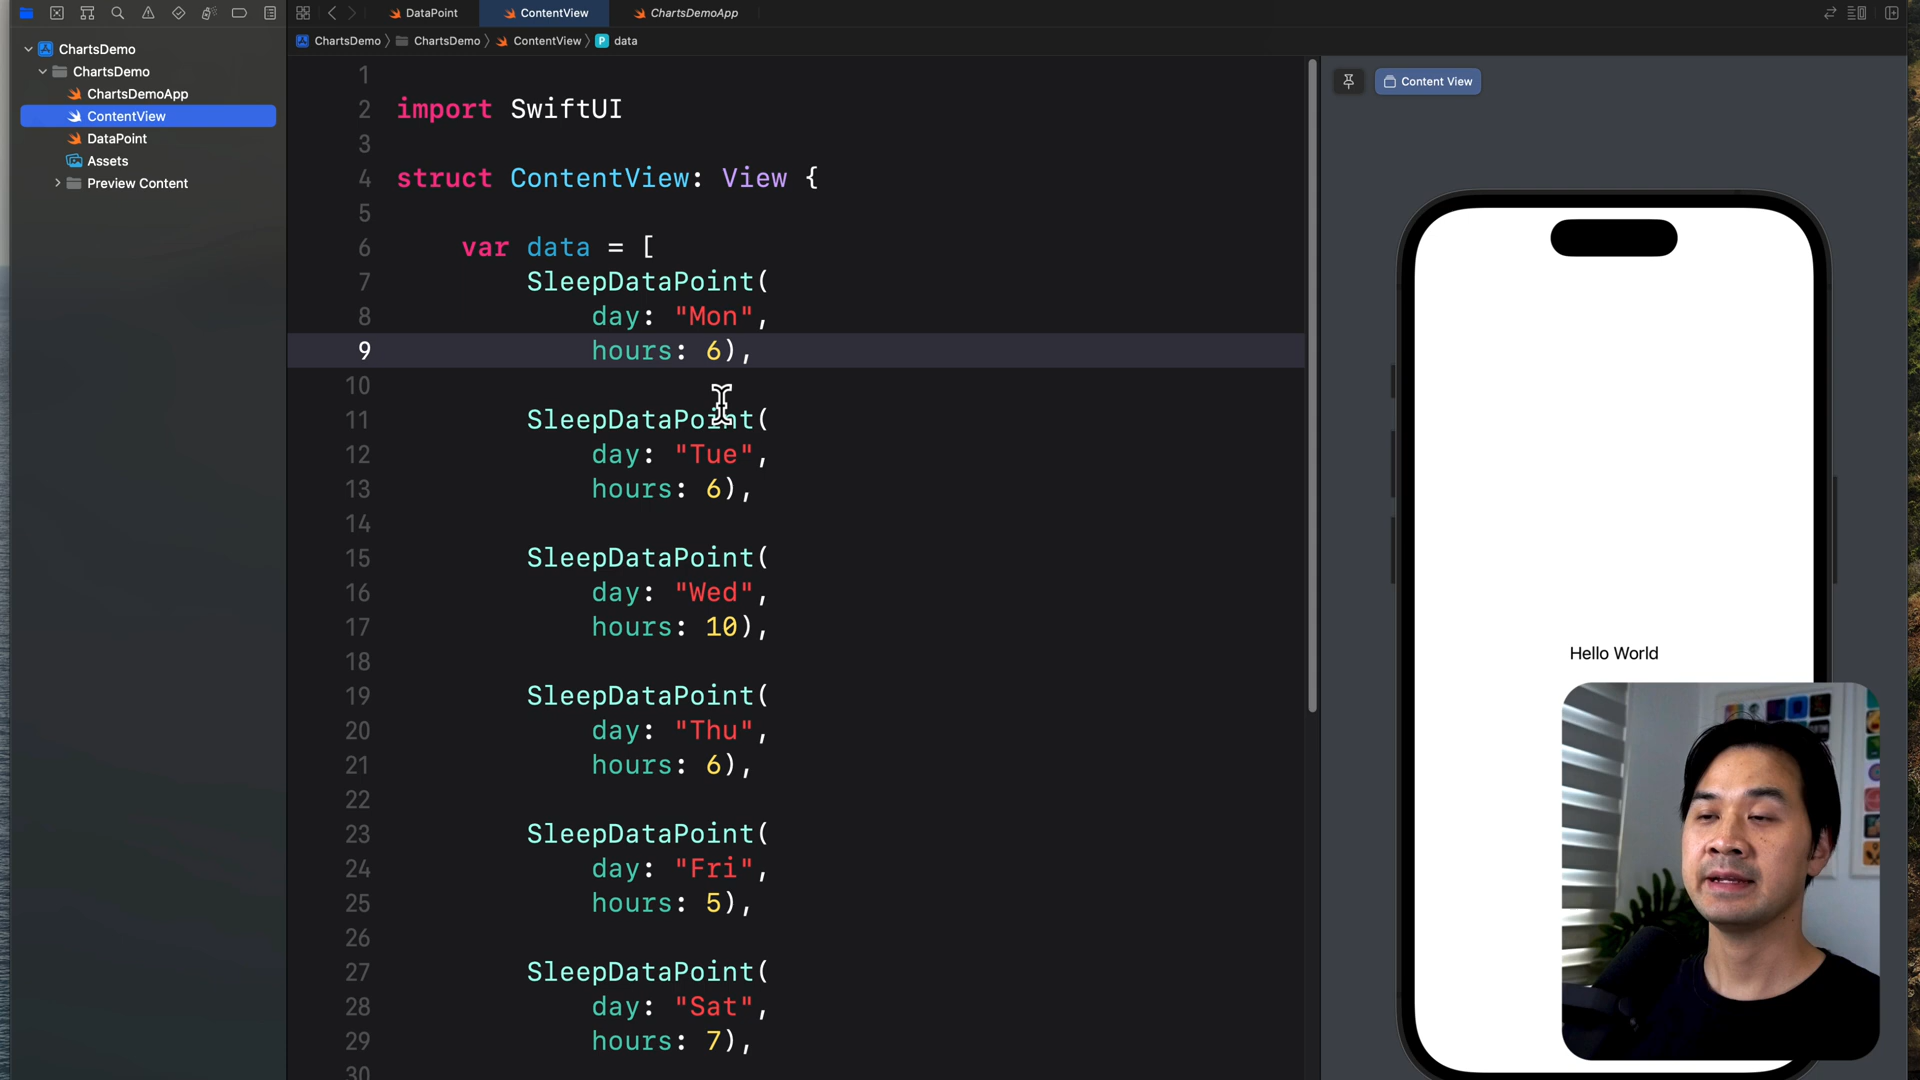 DataPoint
ContentView
ChartsDemoApp
ChartsDemo
ChartsDemo
ContentView
P
data
ChartsDemo
ChartsDemo
ChartsDemoApp
ContentView
DataPoint
Assets
Preview Content
1
2 import SwiftUI
3
4 struct ContentView: View {
5
6 var data = [
7 SleepDataPoint(
8 day: "Mon",
9 hours: 6),
10
11 SleepDataPoint(
12 day: "Tue",
13 hours: 6),
14
15 SleepDataPoint(
16 day: "Wed",
17 hours: 10),
18
19 SleepDataPoint(
20 day: "Thu",
21 hours: 6),
22
23 SleepDataPoint(
24 day: "Fri",
25 hours: 5),
26
27 SleepDataPoint(
28 day: "Sat",
29 hours: 7),
30
Content View
Hello World